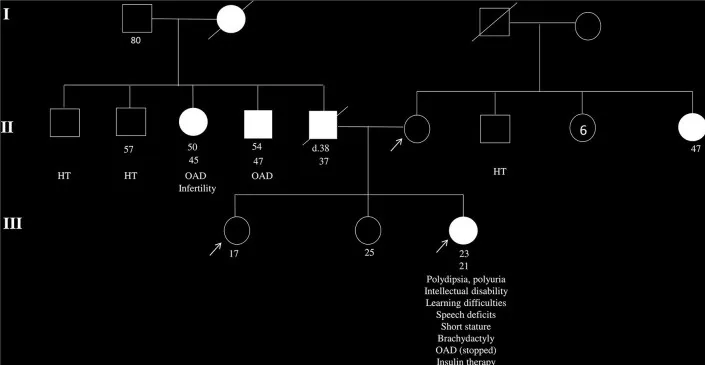 I
80
II
6
57
50
54
d.38
47
45
47
37
HT
HT
OAD
OAD
HT
Infertility
III
17
25
23
21
Polydipsia, polyuria
Intellectual disability
Learning difficulties
Speech deficits
Short stature
Brachydactyly
OAD (stopped)
Insulin therapy